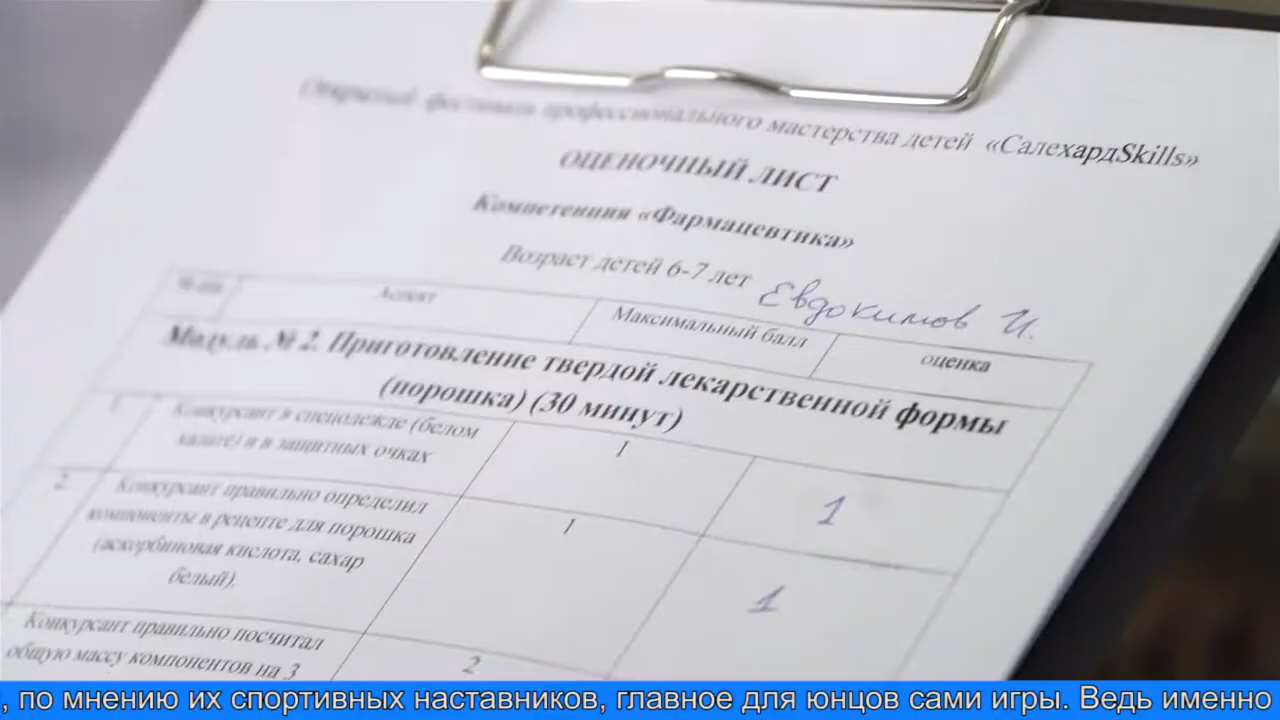 Открытый фестиваль профессионального мастерства детей «СалехардSkills»
ОЦЕНОЧНЫЙ ЛИСТ
Компетенция «Фармацевтика»
Возраст детей 6-7 лет Евдокимов И.
Аспект Максимальный балл оценка
Модуль № 2. Приготовление твердой лекарственной формы
(порошка) (30 минут)
1 Конкурсант в спецодежде (белом
халате) и в защитных очках
1 1
2 Конкурсант правильно определил
компоненты в рецепте для порошка
(аскорбиновая кислота, сахар
белый).
1 1
Конкурсант правильно посчитал
общую массу компонентов на 3
2
, по мнению их спортивных наставников, главное для юнцов сами игры. Ведь именно